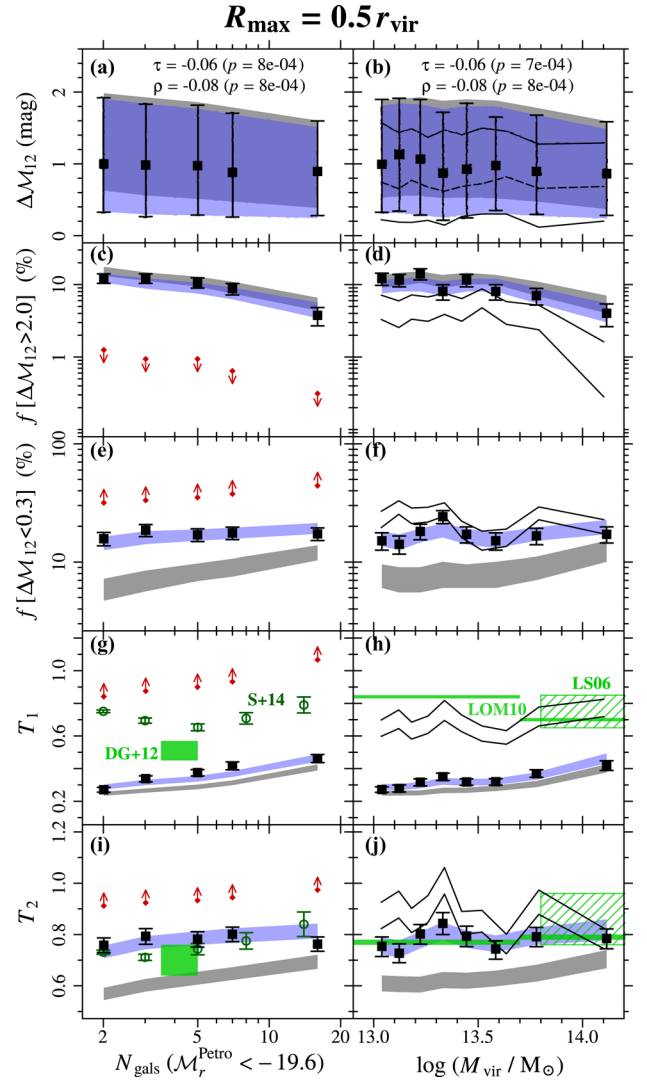 R_max = 0.5 r_vir
(a) τ = -0.06 (p = 8e-04)
ρ = -0.08 (p = 8e-04)
(b) τ = -0.06 (p = 7e-04)
ρ = -0.08 (p = 8e-04)
ΔM_12 (mag)
2
1
0
(c)
(d)
f [ΔM_12>2.0] (%)
10
1
(e)
(f)
f [ΔM_12<0.3] (%)
100
10
(g)
(h)
S+14
DG+12
LS06
LOM10
T_1
1.0
0.6
0.2
(i)
(j)
T_2
1.2
1.0
0.8
0.6
2
5
10
20
13.0
13.5
14.0
N_gals (M_r^Petro < −19.6)
log (M_vir / M_⊙)